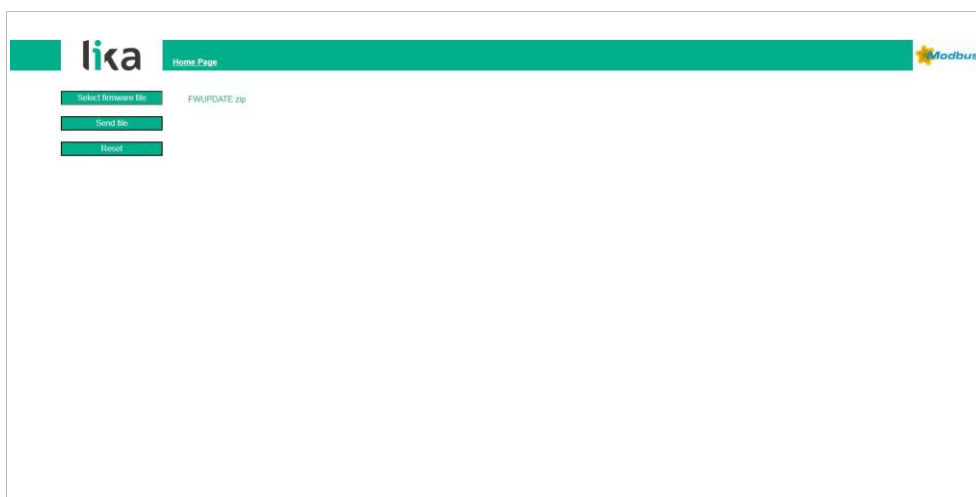 lika
Home Page
Modbus
Select firmware file
FWUPDATE.zip
Send file
Reset